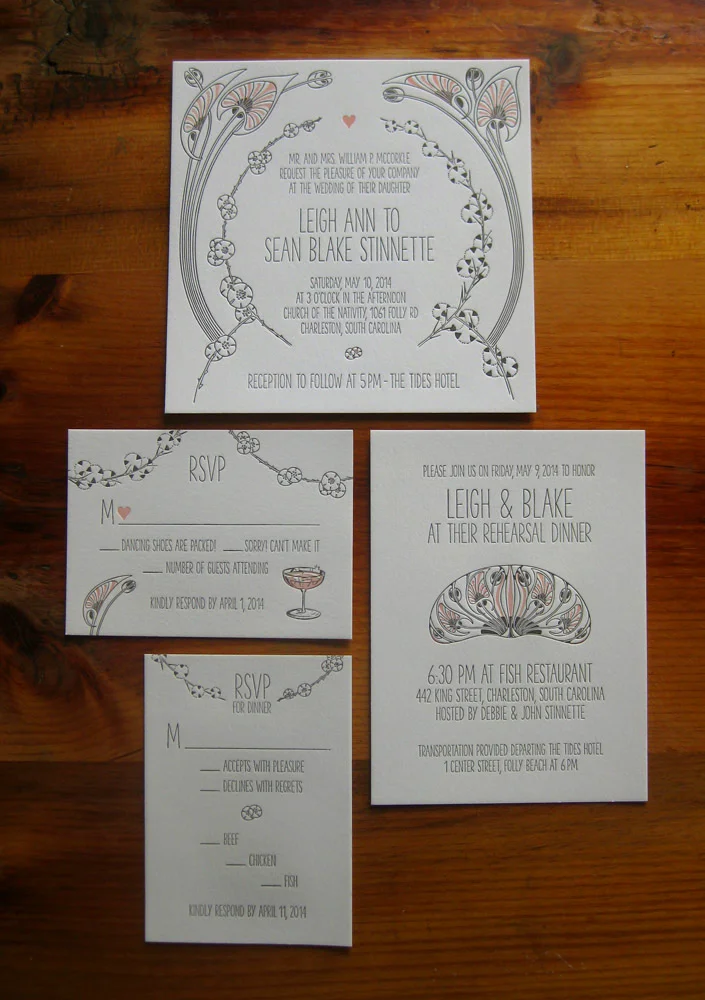 MR. AND MRS. WILLIAM P. MCCORKLE
REQUEST THE PLEASURE OF YOUR COMPANY
AT THE WEDDING OF THEIR DAUGHTER
LEIGH ANN TO
SEAN BLAKE STINNETTE
SATURDAY, MAY 10, 2014
AT 3 O'CLOCK IN THE AFTERNOON
CHURCH OF THE NATIVITY, 1061 FOLLY RD
CHARLESTON, SOUTH CAROLINA
RECEPTION TO FOLLOW AT 5 PM - THE TIDES HOTEL
RSVP
M
DANCING SHOES ARE PACKED! SORRY! CAN'T MAKE IT
NUMBER OF GUESTS ATTENDING
KINDLY RESPOND BY APRIL 1, 2014
PLEASE JOIN US ON FRIDAY, MAY 9, 2014 TO HONOR
LEIGH & BLAKE
AT THEIR REHEARSAL DINNER
6:30 PM AT FISH RESTAURANT
442 KING STREET, CHARLESTON, SOUTH CAROLINA
HOSTED BY DEBBIE & JOHN STINNETTE
TRANSPORTATION PROVIDED DEPARTING THE TIDES HOTEL
1 CENTER STREET, FOLLY BEACH AT 6 PM
RSVP
FOR DINNER
M
ACCEPTS WITH PLEASURE
DECLINES WITH REGRETS
BEEF
CHICKEN
FISH
KINDLY RESPOND BY APRIL 11, 2014